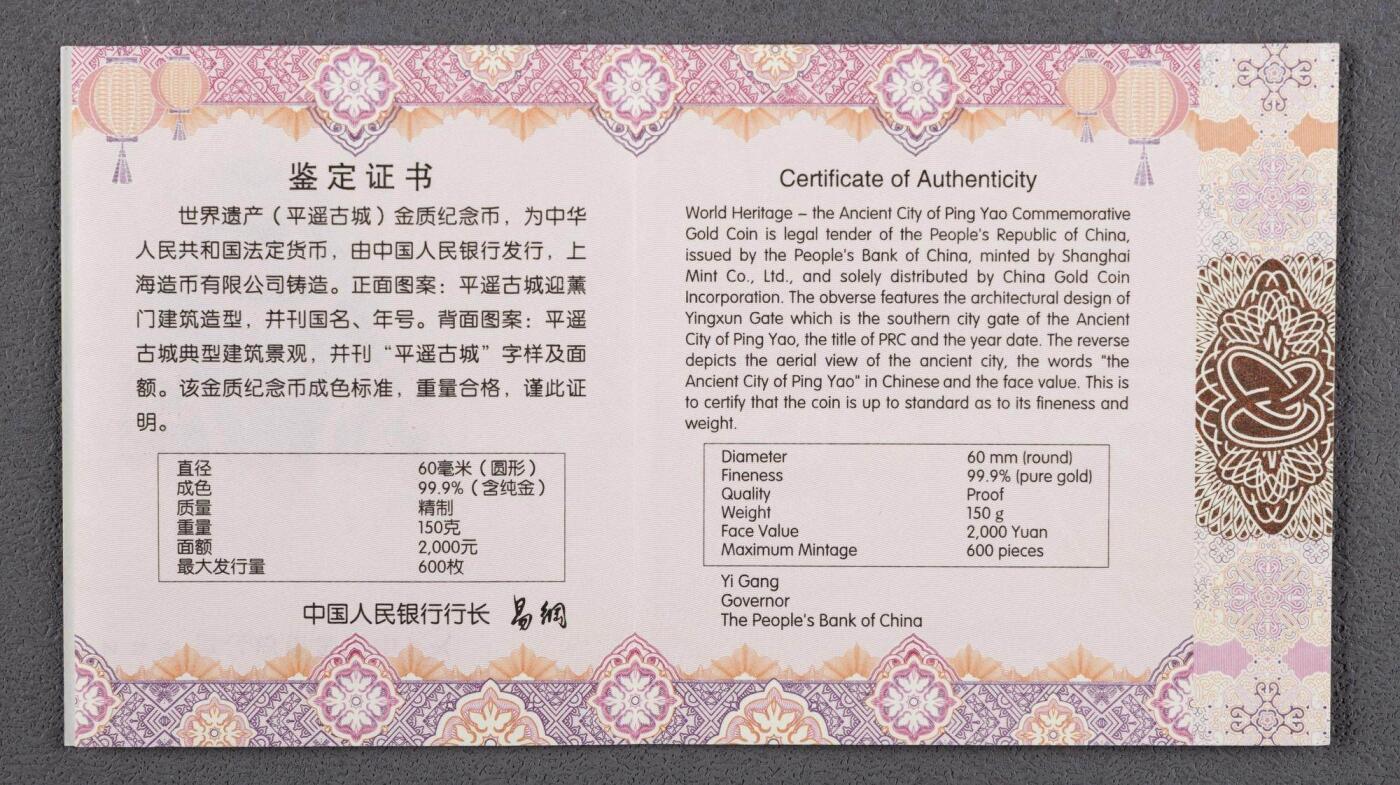 鉴定证书
世界遗产（平遥古城）金质纪念币，为中华
人民共和国法定货币，由中国人民银行发行，上
海造币有限公司铸造。正面图案：平遥古城迎薰
门建筑造型，并刊国名、年号。背面图案：平遥
古城典型建筑景观，并刊“平遥古城”字样及面
额。该金质纪念币成色标准，重量合格，谨此证
明。
直径 60毫米（圆形）
成色 99.9%（含纯金）
质量 精制
重量 150克
面额 2,000元
最大发行量 600枚
中国人民银行行长 易綱
Certificate of Authenticity
World Heritage – the Ancient City of Ping Yao Commemorative
Gold Coin is legal tender of the People's Republic of China,
issued by the People's Bank of China, minted by Shanghai
Mint Co., Ltd., and solely distributed by China Gold Coin
Incorporation. The obverse features the architectural design of
Yingxun Gate which is the southern city gate of the Ancient
City of Ping Yao, the title of PRC and the year date. The reverse
depicts the aerial view of the ancient city, the words "the
Ancient City of Ping Yao" in Chinese and the face value. This is
to certify that the coin is up to standard as to its fineness and
weight.
Diameter 60 mm (round)
Fineness 99.9% (pure gold)
Quality Proof
Weight 150 g
Face Value 2,000 Yuan
Maximum Mintage 600 pieces
Yi Gang
Governor
The People's Bank of China